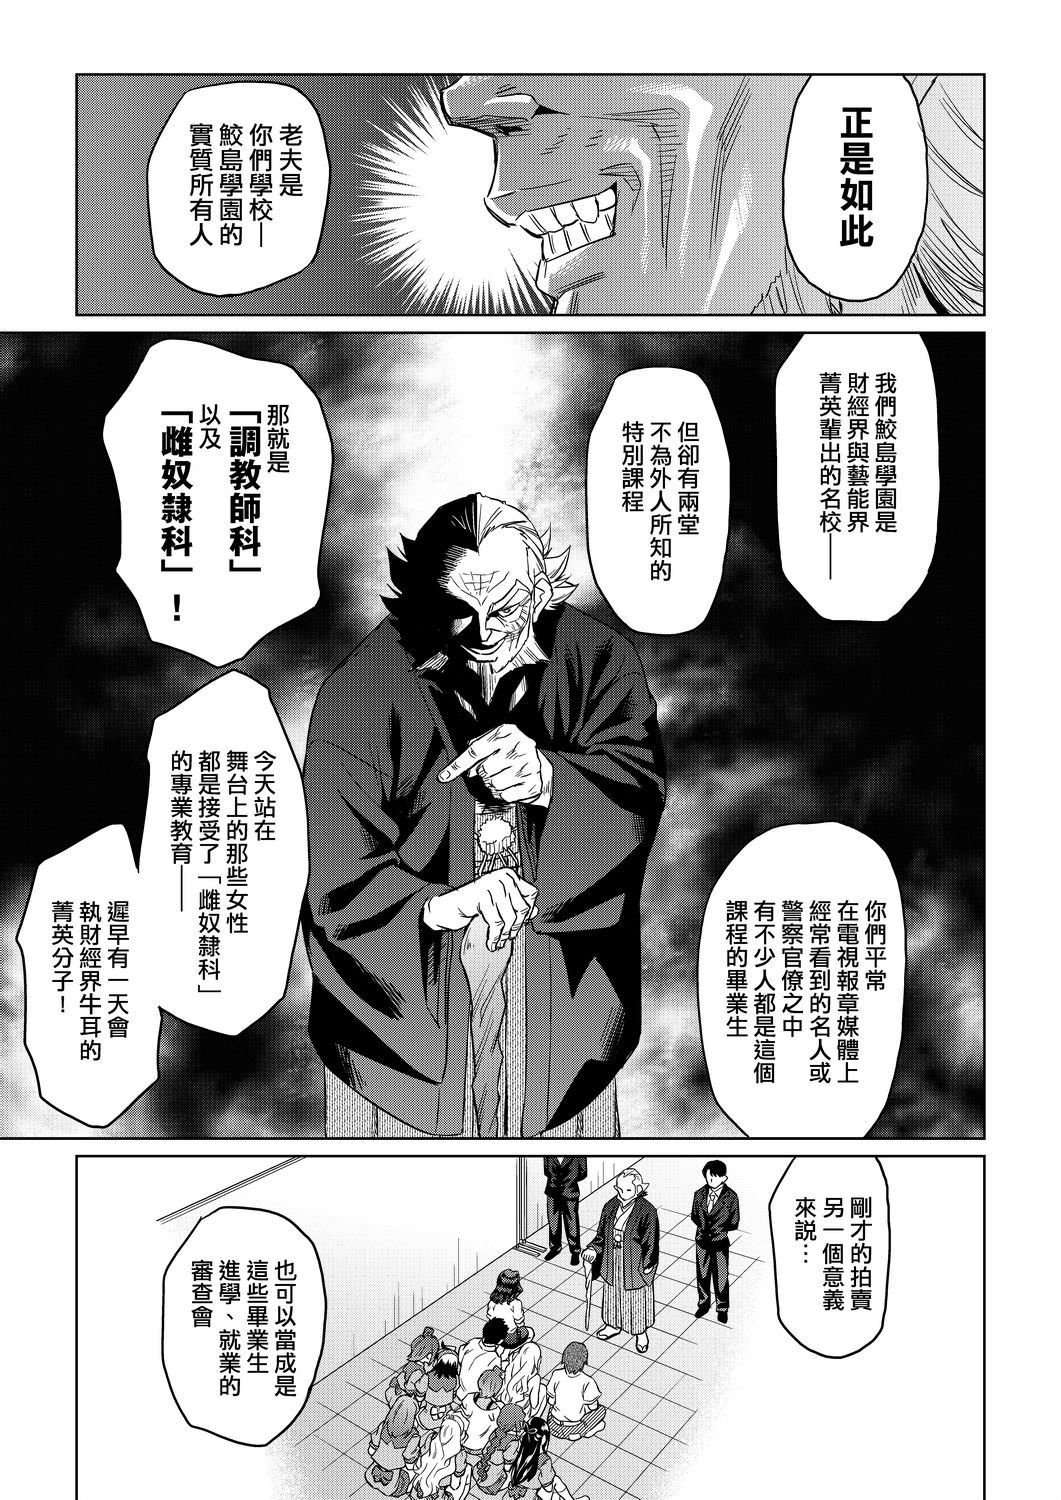 正是如此
老夫是
你們學校—
鮫島學園的
實質所有人
我們鮫島學園是
財經界與藝能界
菁英輩出的名校—
但卻有兩堂
不為外人所知的
特別課程
那就是
「調教師科」
以及
「雌奴隸科」！
你們平常
在電視報章媒體上
經常看到的名人或
警察官僚之中
有不少人都是這個
課程的畢業生
今天站在
舞台上的那些女性
都是接受了「雌奴隸科」
的專業教育—
遲早有一天會
執財經界牛耳的
菁英分子！
剛才的拍賣
另一個意義
來説…
也可以當成是
這些畢業生
進學、就業的
審查會